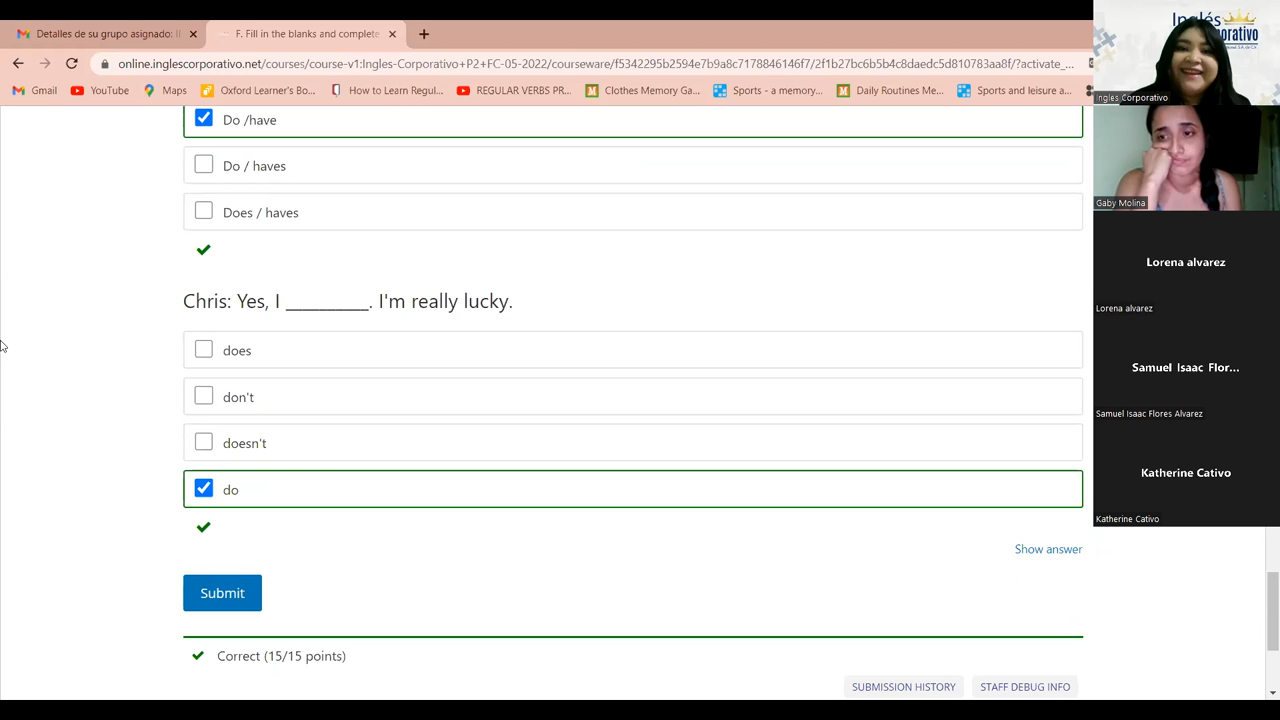 Detalles de su grupo asignado: I
F. Fill in the blanks and complete
online.inglescorporativo.net/courses/course-v1:Ingles-Corporativo+P2+FC-05-2022/courseware/f5342295b2594e7b9a8c7178846146f7/2f1b27bc6b5b4c8daedc5d810783aa8f/?activate_...
Gmail
YouTube
Maps
Oxford Learner's Bo...
How to Learn Regul...
REGULAR VERBS PR...
Clothes Memory Ga...
Sports - a memory...
Daily Routines Me...
Sports and leisure a...
Do /have
Do / haves
Does / haves
Chris: Yes, I _________. I'm really lucky.
does
don't
doesn't
do
Show answer
Submit
Correct (15/15 points)
SUBMISSION HISTORY
STAFF DEBUG INFO
Inglés
Ingles Corporativo
Gaby Molina
Lorena alvarez
Lorena alvarez
Samuel Isaac Flor...
Samuel Isaac Flores Alvarez
Katherine Cativo
Katherine Cativo